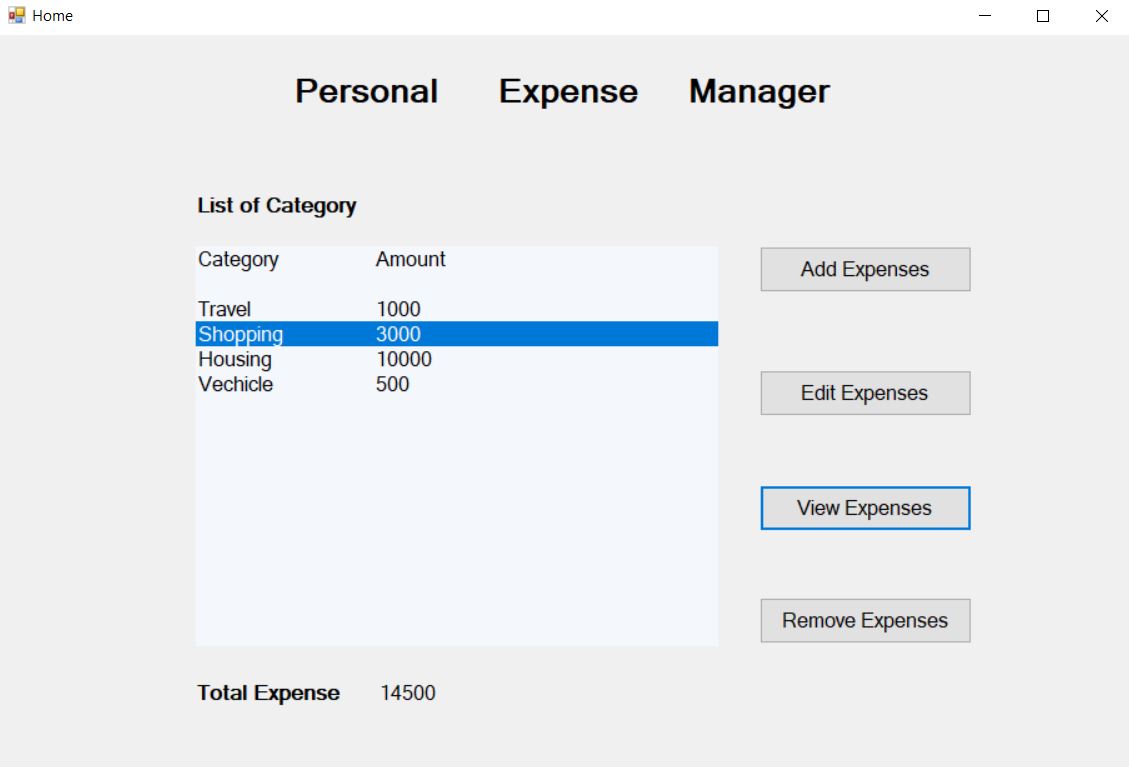 Home
Personal Expense Manager
List of Category
Category Amount
Travel 1000
Shopping 3000
Housing 10000
Vechicle 500
Add Expenses
Edit Expenses
View Expenses
Remove Expenses
Total Expense 14500